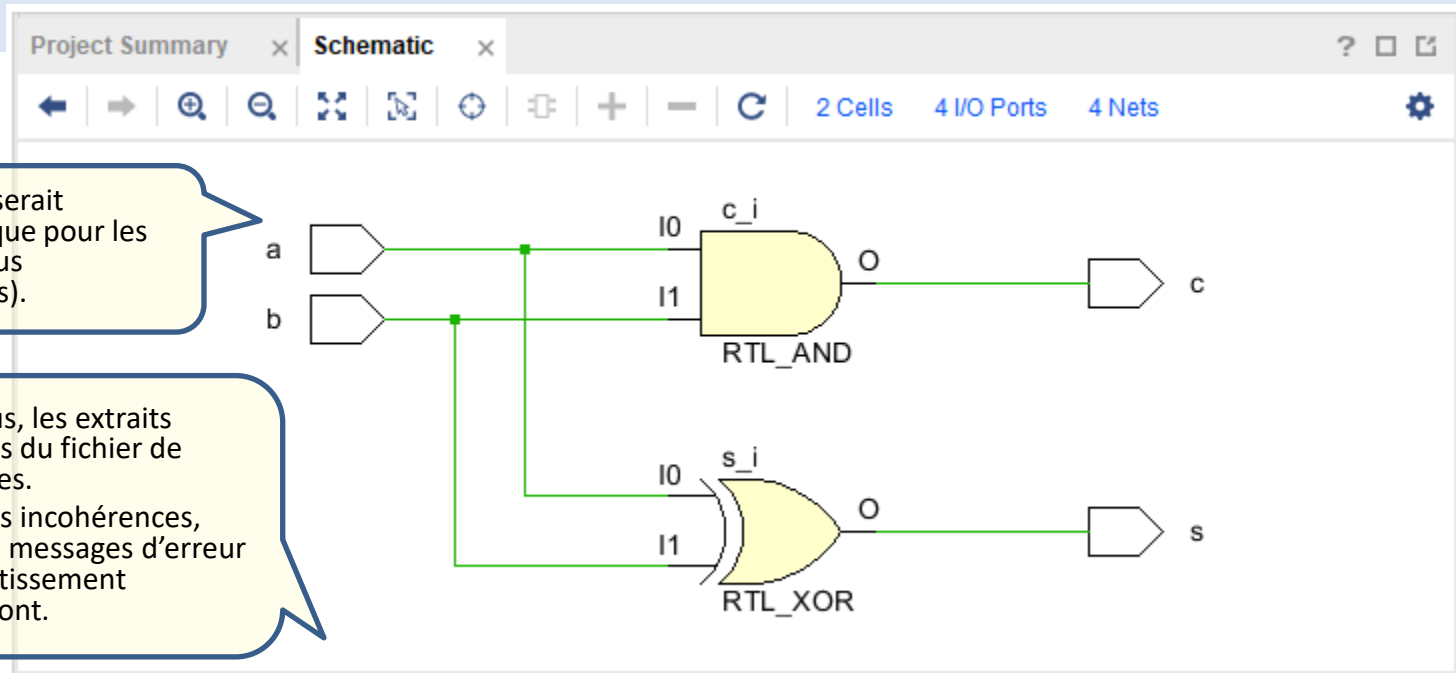 Project Summary × Schematic × ?
2 Cells 4 I/O Ports 4 Nets
serait
que pour les
us
s).
a
b
I0
I1
c_i
O
RTL_AND
c
us, les extraits
s du fichier de
es.
s incohérences,
messages d’erreur
tissement
ont.
I0
I1
s_i
O
RTL_XOR
s